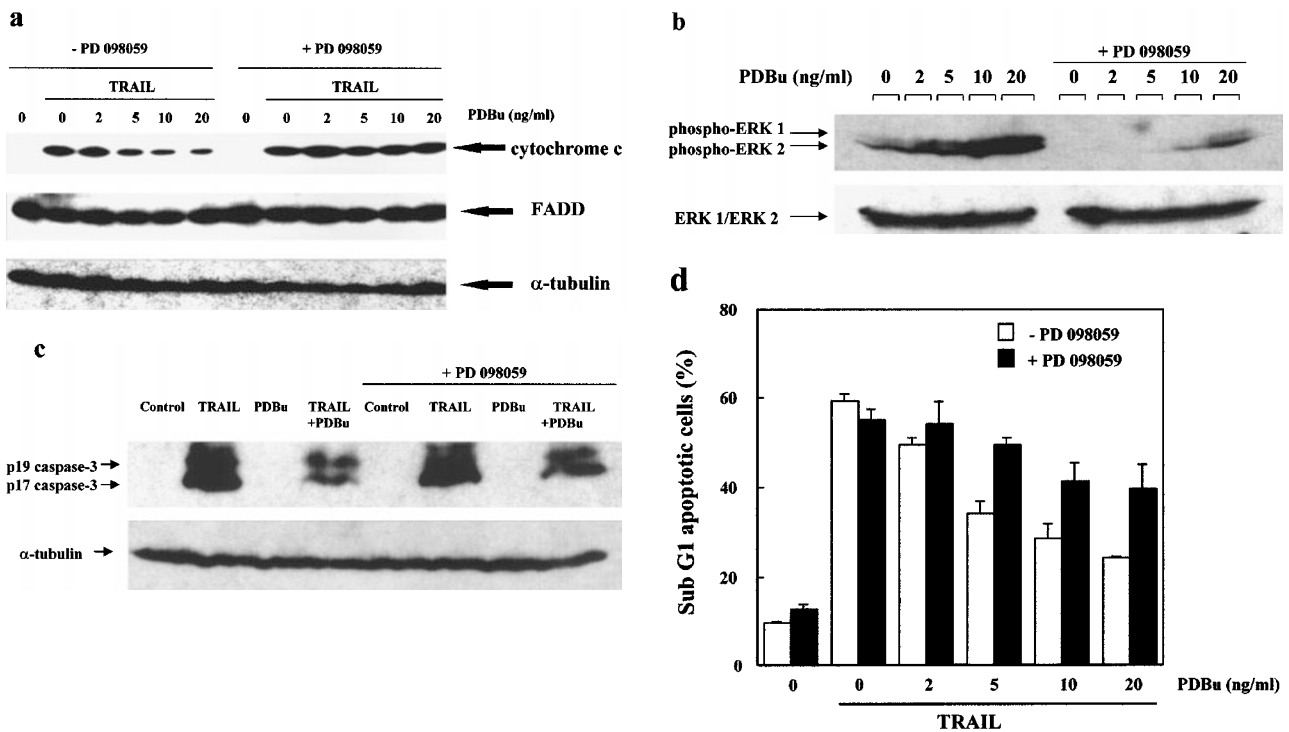 a
- PD 098059
+ PD 098059
TRAIL
TRAIL
0 0 2 5 10 20 0 0 2 5 10 20 PDBu (ng/ml)
cytochrome c
FADD
α-tubulin
b
+ PD 098059
PDBu (ng/ml) 0 2 5 10 20 0 2 5 10 20
phospho-ERK 1
phospho-ERK 2
ERK 1/ERK 2
c
+ PD 098059
Control TRAIL PDBu TRAIL +PDBu Control TRAIL PDBu TRAIL +PDBu
p19 caspase-3
p17 caspase-3
α-tubulin
d
Sub G1 apoptotic cells (%)
80
60
40
20
0
- PD 098059
+ PD 098059
0 0 2 5 10 20 PDBu (ng/ml)
TRAIL